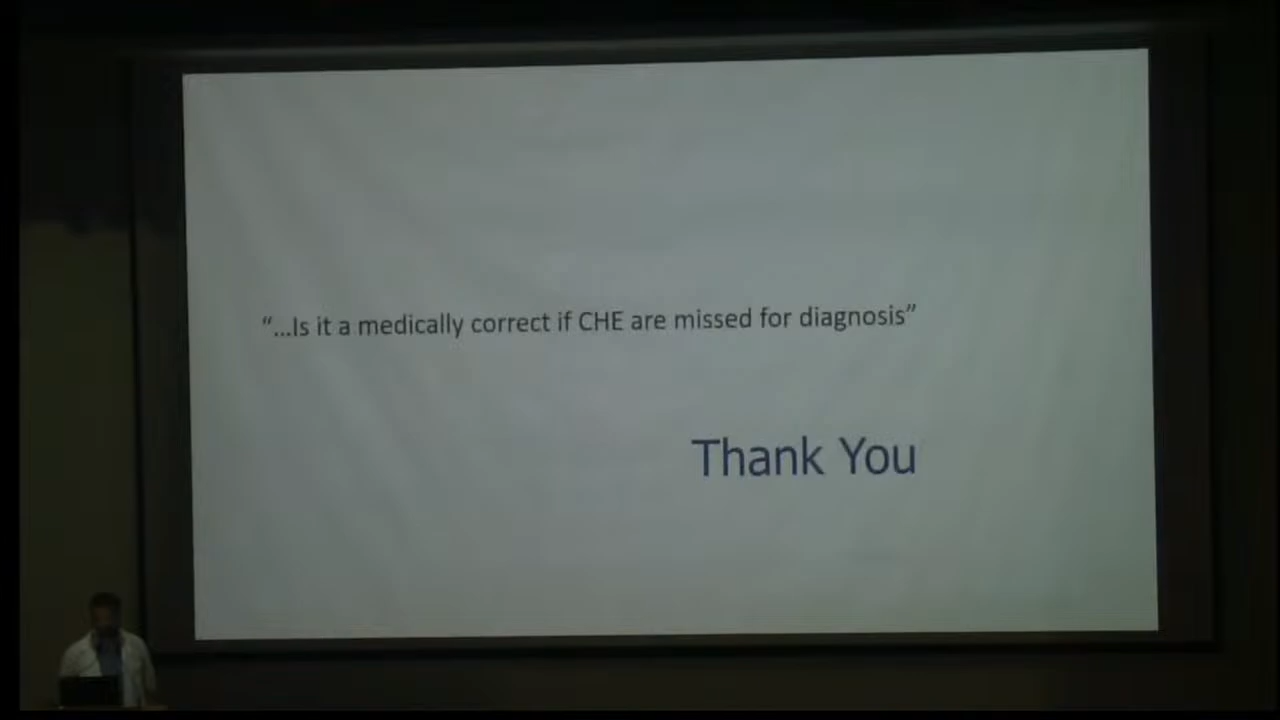 “...Is it a medically correct if CHE are missed for diagnosis”
Thank You